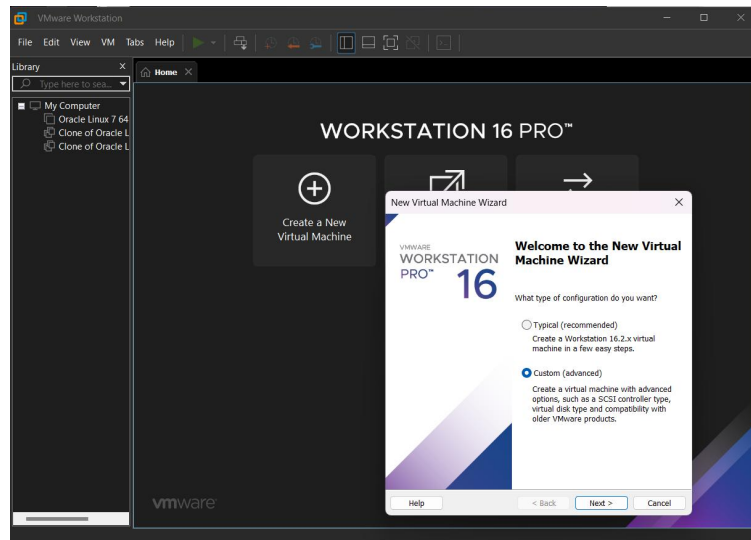 VMware Workstation
File Edit View VM Tabs Help
Library X
Home X
Type here to sea...
My Computer
Oracle Linux 7 64
Clone of Oracle L
Clone of Oracle L
WORKSTATION 16 PRO™
Create a New
Virtual Machine
New Virtual Machine Wizard
VMWARE
WORKSTATION
PRO™ 16
Welcome to the New Virtual
Machine Wizard
What type of configuration do you want?
Typical (recommended)
Create a Workstation 16.2.x virtual
machine in a few easy steps.
Custom (advanced)
Create a virtual machine with advanced
options, such as a SCSI controller type,
virtual disk type and compatibility with
older VMware products.
Help < Back Next > Cancel
vmware